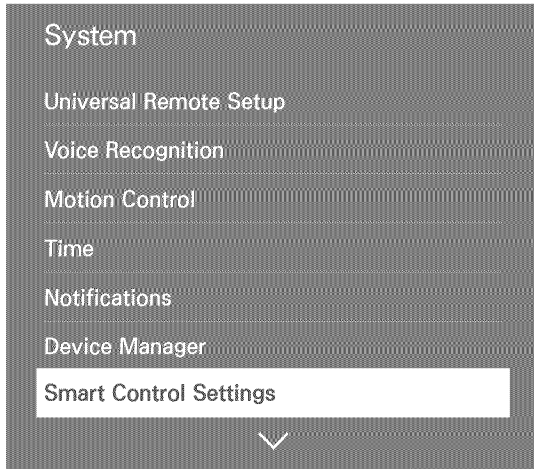 System
Universal Remote Setup
Voice Recognition
Motion Control
Time
Notifications
Device Manager
Smart Control Settings